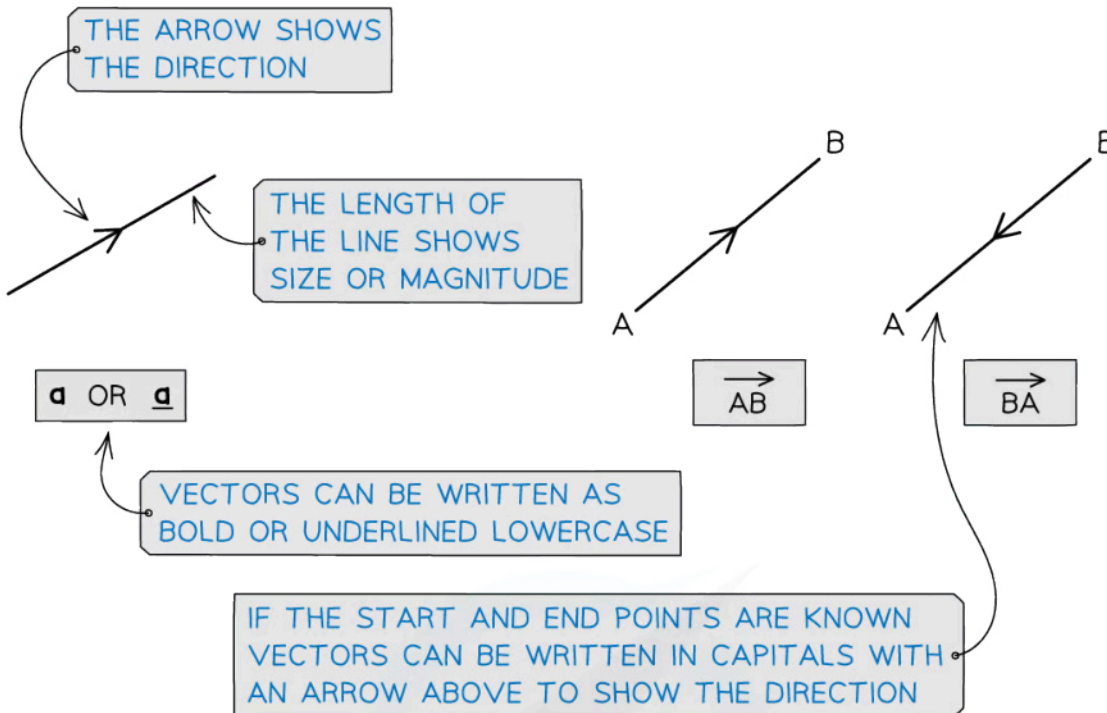 THE ARROW SHOWS
THE DIRECTION
B
B
THE LENGTH OF
THE LINE SHOWS
SIZE OR MAGNITUDE
A
A
a OR a
AB
BA
VECTORS CAN BE WRITTEN AS
BOLD OR UNDERLINED LOWERCASE
IF THE START AND END POINTS ARE KNOWN
VECTORS CAN BE WRITTEN IN CAPITALS WITH
AN ARROW ABOVE TO SHOW THE DIRECTION